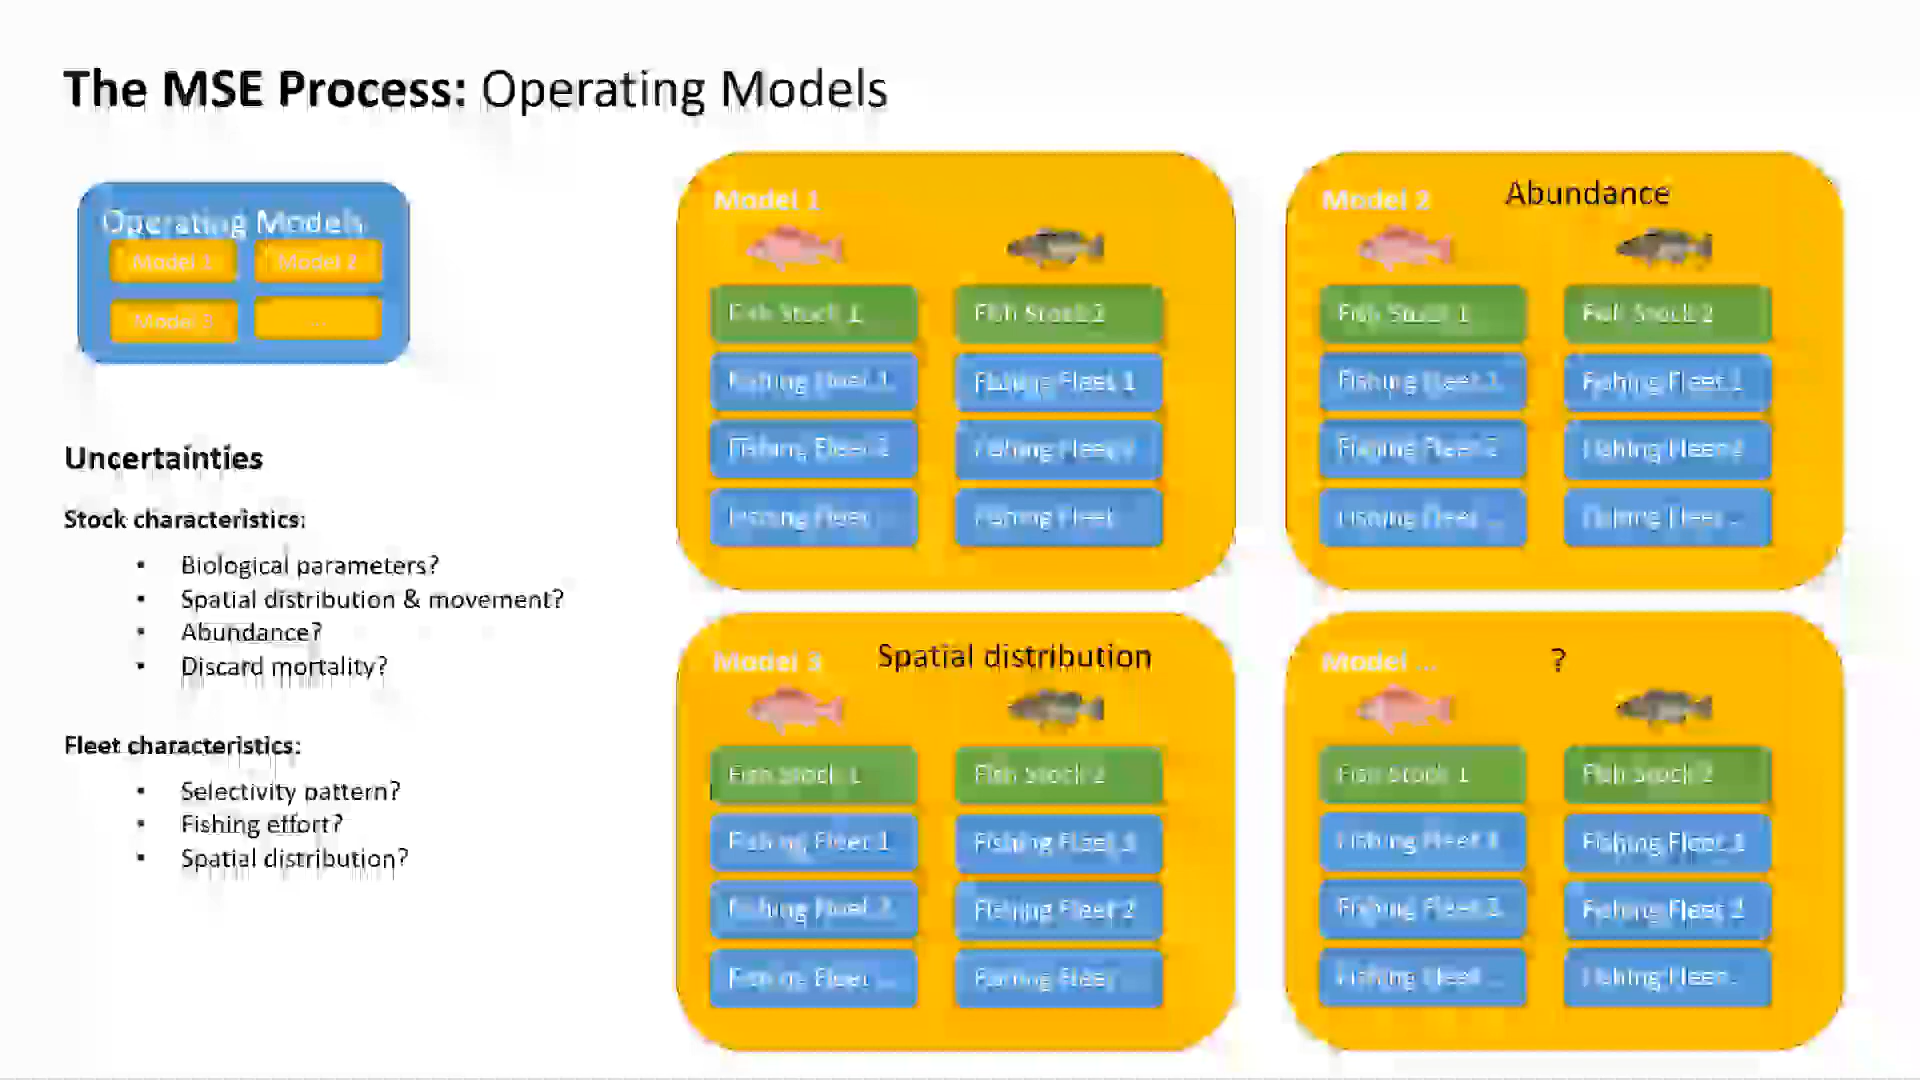 The MSE Process: Operating Models
Operating Models
Model 1
Model 2
Model 3
...
Uncertainties
Stock characteristics:
• Biological parameters?
• Spatial distribution & movement?
• Abundance?
• Discard mortality?
Fleet characteristics:
• Selectivity pattern?
• Fishing effort?
• Spatial distribution?
Model 1
Fish Stock 1
Fish Stock 2
Fishing Fleet 1
Fishing Fleet 1
Fishing Fleet 2
Fishing Fleet 2
Fishing Fleet ...
Fishing Fleet
Model 2
Abundance
Fish Stock 1
Fish Stock 2
Fishing Fleet 1
Fishing Fleet 1
Fishing Fleet 2
Fishing Fleet 2
Fishing Fleet ...
Fishing Fleet ...
Model 3
Spatial distribution
Fish Stock 1
Fish Stock 2
Fishing Fleet 1
Fishing Fleet 1
Fishing Fleet 2
Fishing Fleet 2
Fishing Fleet ...
Fishing Fleet
Model ...
?
Fish Stock 1
Fish Stock 2
Fishing Fleet 1
Fishing Fleet 1
Fishing Fleet 2
Fishing Fleet 2
Fishing Fleet ...
Fishing Fleet ...